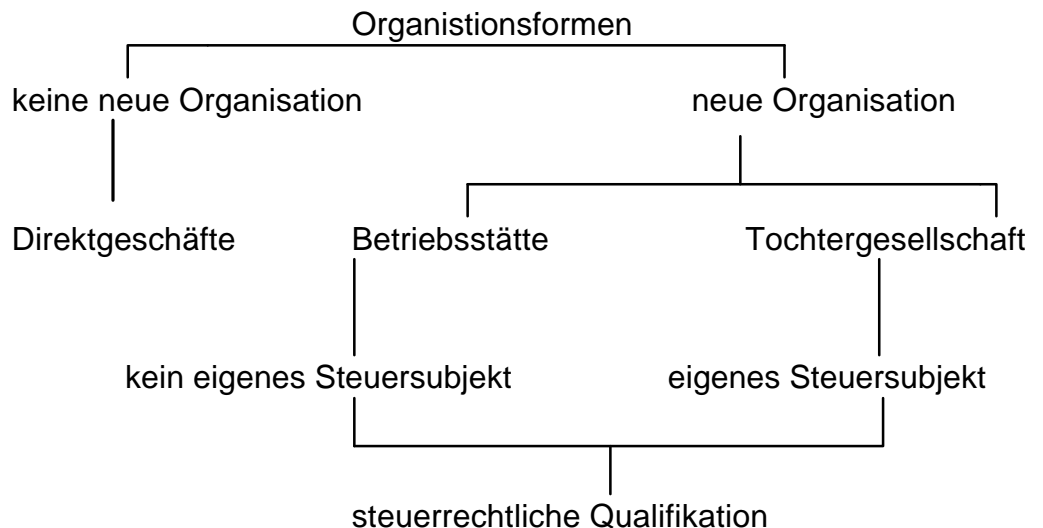 Organistionsformen
keine neue Organisation neue Organisation
Direktgeschäfte Betriebsstätte Tochtergesellschaft
kein eigenes Steuersubjekt eigenes Steuersubjekt
steuerrechtliche Qualifikation